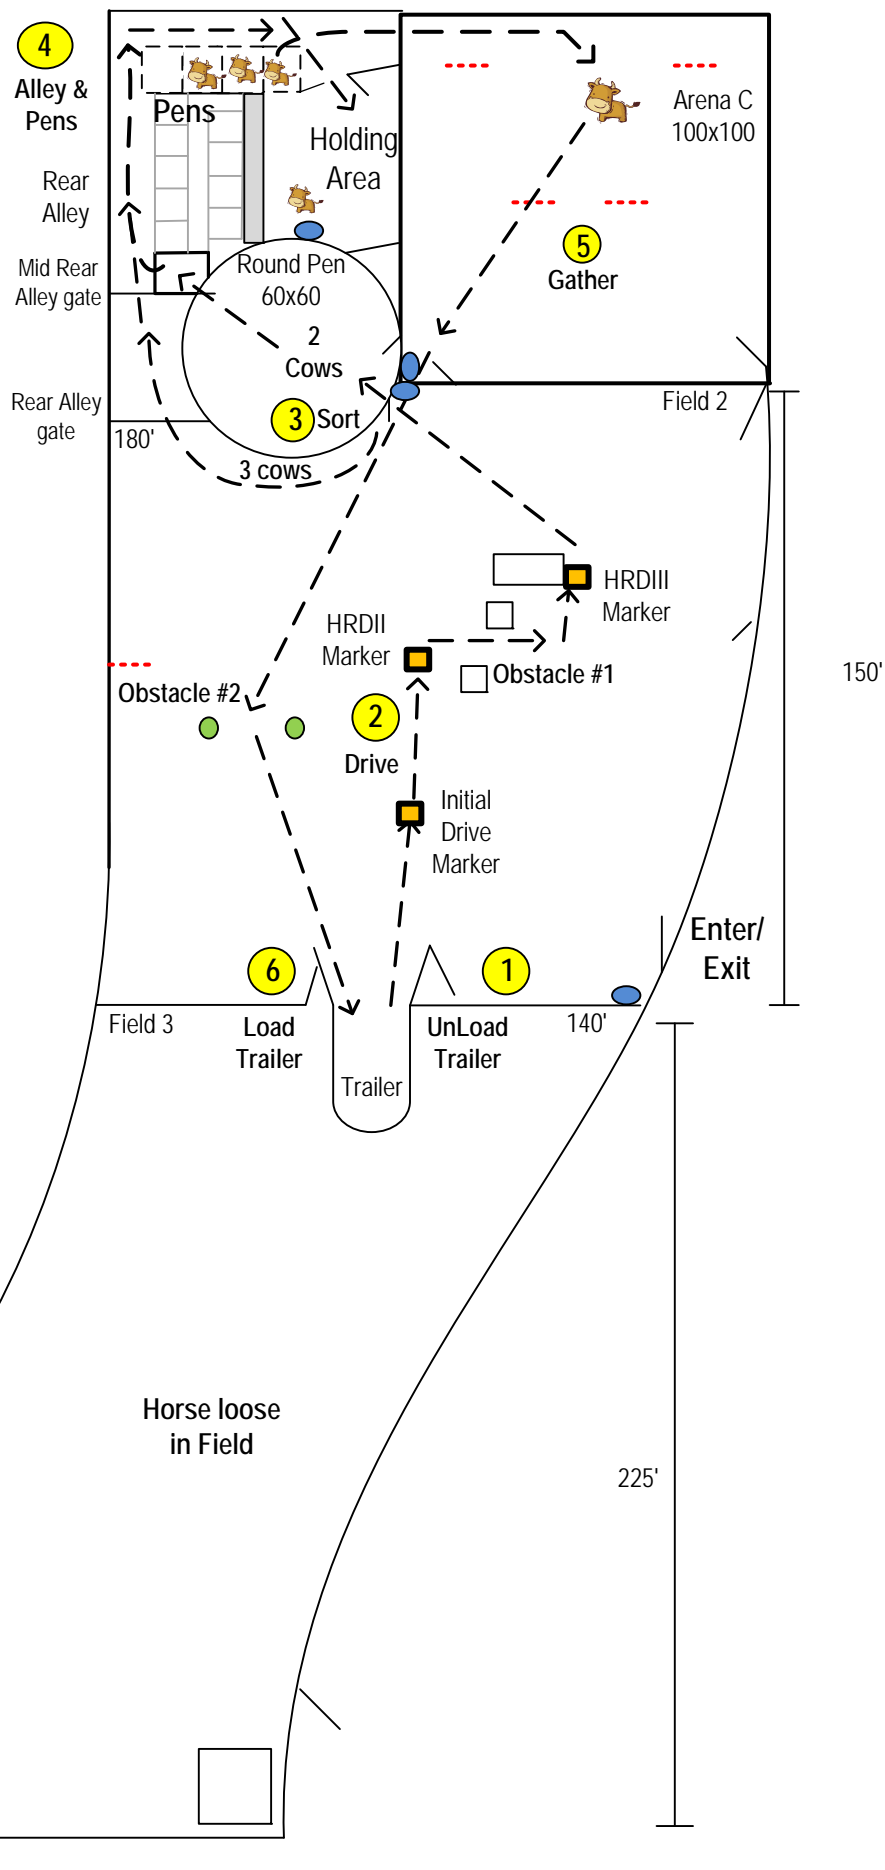 4
Alley &
Pens
Pens
Holding
Area
Arena C
100x100
Rear
Alley
5
Gather
Mid Rear
Alley gate
Round Pen
60x60
2
Cows
Rear Alley
gate
180'
3
Sort
3 cows
Field 2
HRDIII
Marker
HRDII
Marker
Obstacle #1
Obstacle #2
2
Drive
150'
Initial
Drive
Marker
Enter/
Exit
6
Load
Trailer
1
UnLoad
Trailer
Field 3
140'
Trailer
Horse loose
in Field
225'